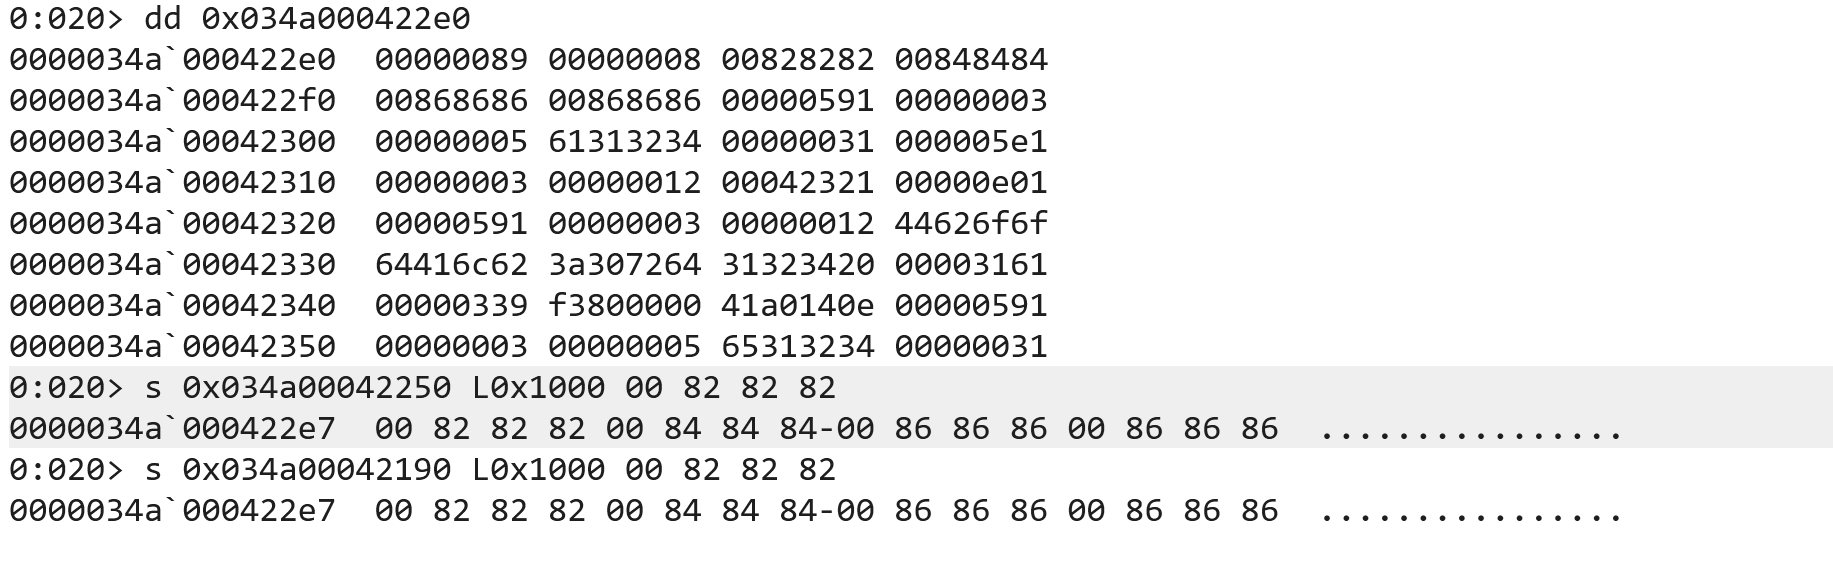 0:020> dd 0x034a000422e0
0000034a`000422e0  00000089 00000008 00828282 00848484
0000034a`000422f0  00868686 00868686 00000591 00000003
0000034a`00042300  00000005 61313234 00000031 000005e1
0000034a`00042310  00000003 00000012 00042321 00000e01
0000034a`00042320  00000591 00000003 00000012 44626f6f
0000034a`00042330  64416c62 3a307264 31323420 00003161
0000034a`00042340  00000339 f3800000 41a0140e 00000591
0000034a`00042350  00000003 00000005 65313234 00000031
0:020> s 0x034a00042250 L0x1000 00 82 82 82
0000034a`000422e7  00 82 82 82 00 84 84 84-00 86 86 86 00 86 86 86  ................
0:020> s 0x034a00042190 L0x1000 00 82 82 82
0000034a`000422e7  00 82 82 82 00 84 84 84-00 86 86 86 00 86 86 86  ................